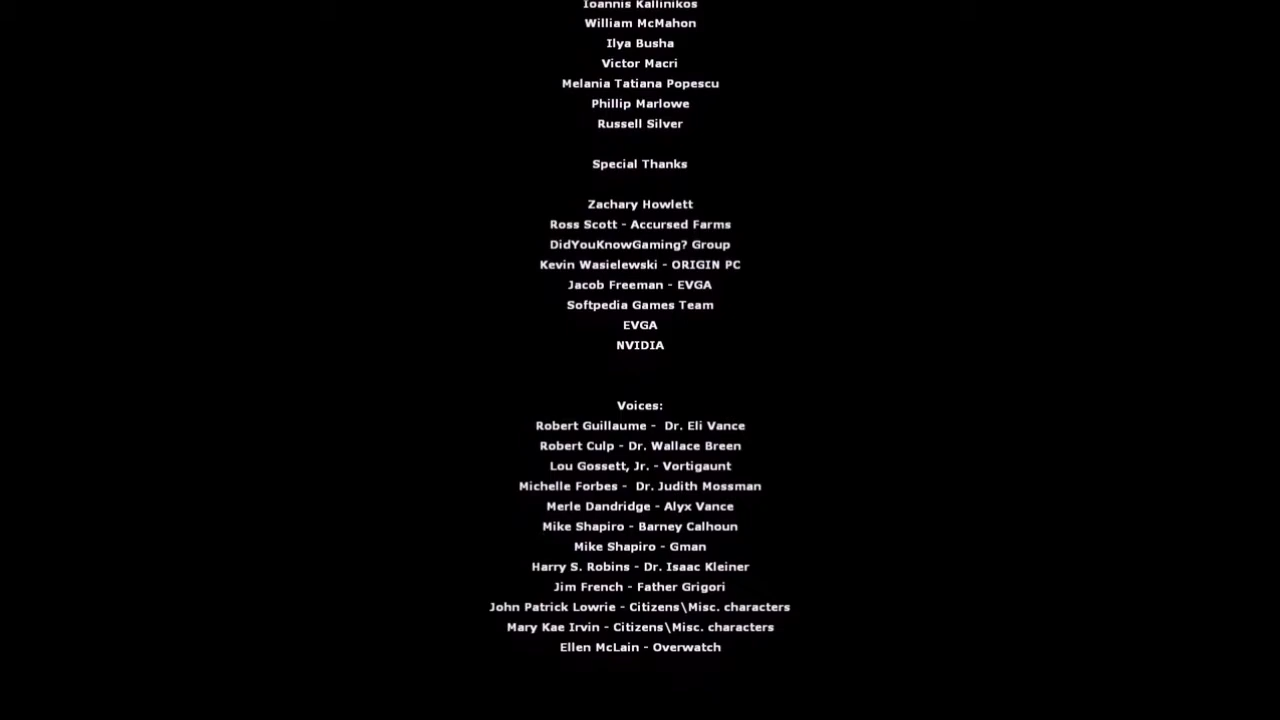 Ioannis Kallinikos
William McMahon
Ilya Busha
Victor Macri
Melania Tatiana Popescu
Phillip Marlowe
Russell Silver
Special Thanks
Zachary Howlett
Ross Scott - Accursed Farms
DidYouKnowGaming? Group
Kevin Wasielewski - ORIGIN PC
Jacob Freeman - EVGA
Softpedia Games Team
EVGA
NVIDIA
Voices:
Robert Guillaume -  Dr. Eli Vance
Robert Culp - Dr. Wallace Breen
Lou Gossett, Jr. - Vortigaunt
Michelle Forbes -  Dr. Judith Mossman
Merle Dandridge - Alyx Vance
Mike Shapiro - Barney Calhoun
Mike Shapiro - Gman
Harry S. Robins - Dr. Isaac Kleiner
Jim French - Father Grigori
John Patrick Lowrie - Citizens\Misc. characters
Mary Kae Irvin - Citizens\Misc. characters
Ellen McLain - Overwatch